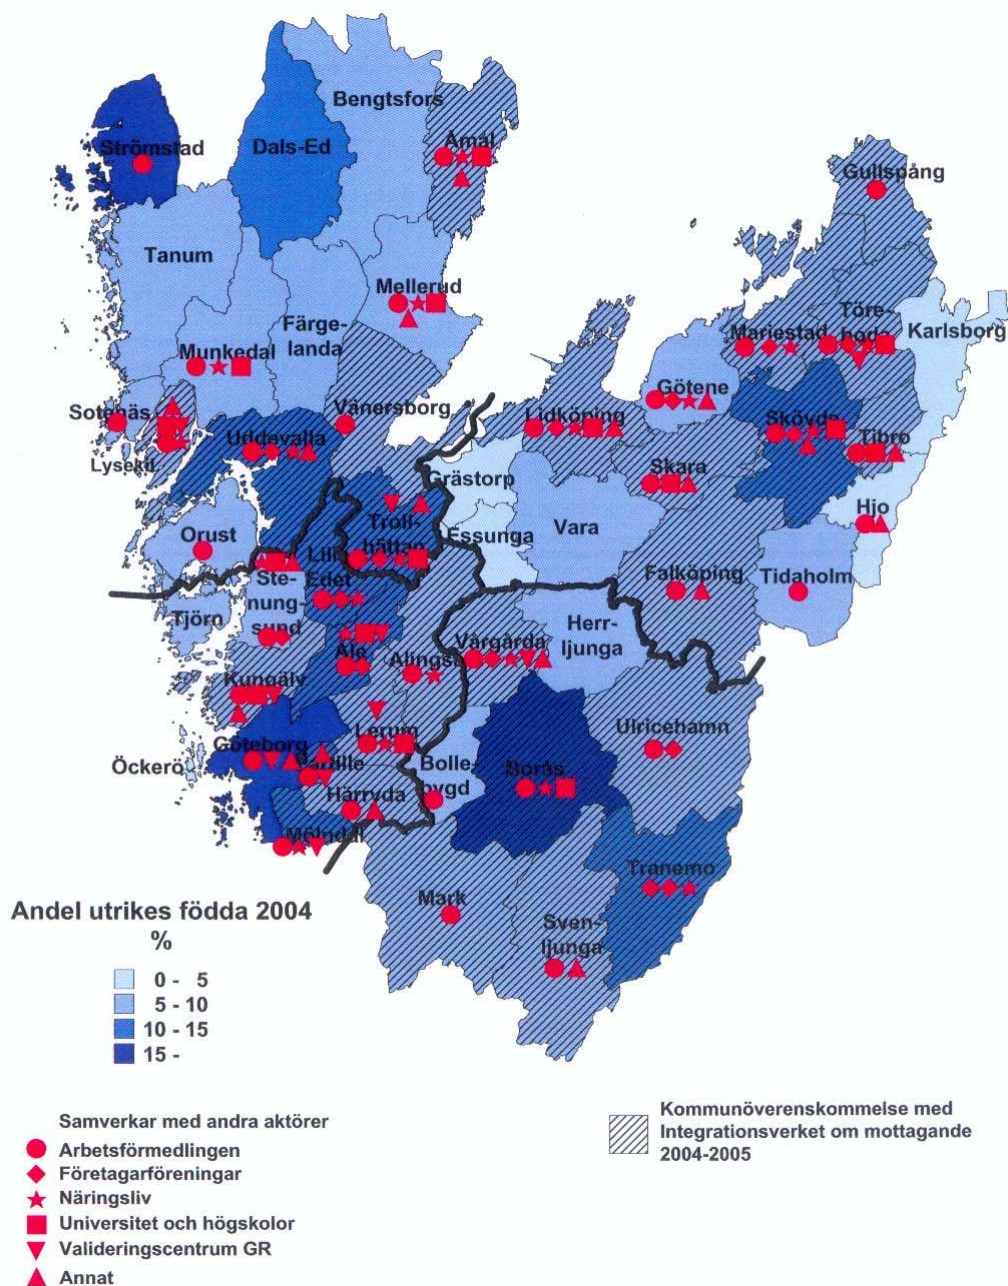 Bengtsfors
Strömstad
Dals-Ed
Åmål
Gullspång
Tanum
Mellerud
Töre-
boda
Karlsborg
Färge-
landa
Mariestad
Munkedal
Götene
Sotenäs
Vänersborg
Lidköping
Skövde
Uddevalla
Tibro
Lysekil
Skara
Grästorp
Hjo
Troll-
hättan
Vara
Orust
Essunga
Lilla
Edet
Falköping
Tidaholm
Ste-
nung-
sund
Tjörn
Herr-
ljunga
Vårgårda
Ale
Alingsås
Kungälv
Ulricehamn
Lerum
Göteborg
Öckerö
Partille
Bolle-
bygd
Borås
Härryda
Mölndal
Tranemo
Mark
Sven-
ljunga
Andel utrikes födda 2004
%
0 - 5
5 - 10
10 - 15
15 -
Samverkar med andra aktörer
Arbetsförmedlingen
Företagarföreningar
Näringsliv
Universitet och högskolor
Valideringscentrum GR
Annat
Kommunöverenskommelse med
Integrationsverket om mottagande
2004-2005